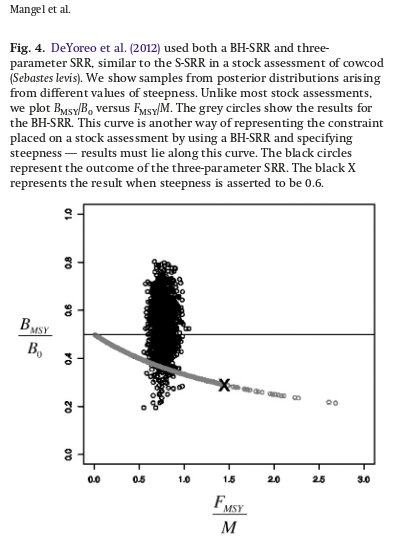 Mangel et al.
Fig. 4. DeYoreo et al. (2012) used both a BH-SRR and three-
parameter SRR, similar to the S-SRR in a stock assessment of cowcod
(Sebastes levis). We show samples from posterior distributions arising
from different values of steepness. Unlike most stock assessments,
we plot BMSY/B0 versus FMSY/M. The grey circles show the results for
the BH-SRR. This curve is another way of representing the constraint
placed on a stock assessment by using a BH-SRR and specifying
steepness — results must lie along this curve. The black circles
represent the outcome of the three-parameter SRR. The black X
represents the result when steepness is asserted to be 0.6.
1.0
0.8
0.6
BMSY
B0
0.4
X
0.2
0.0
0.0 0.5 1.0 1.5 2.0 2.5 3.0
FMSY
M